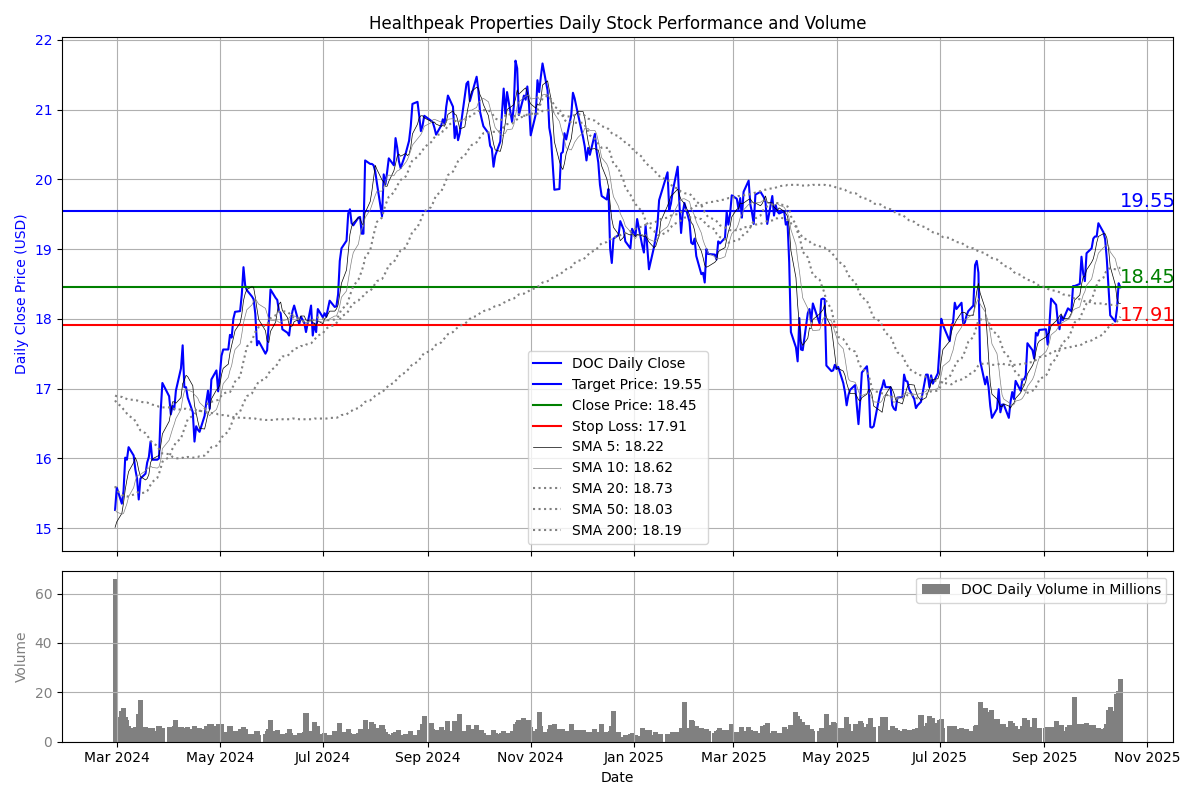 Healthpeak Properties Daily Stock Performance and Volume
Daily Close Price (USD)
22
21
20
19
18
17
16
15
19.55
18.45
17.91
DOC Daily Close
Target Price: 19.55
Close Price: 18.45
Stop Loss: 17.91
SMA 5: 18.22
SMA 10: 18.62
SMA 20: 18.73
SMA 50: 18.03
SMA 200: 18.19
Volume
60
40
20
0
DOC Daily Volume in Millions
Mar 2024 May 2024 Jul 2024 Sep 2024 Nov 2024 Jan 2025 Mar 2025 May 2025 Jul 2025 Sep 2025 Nov 2025
Date